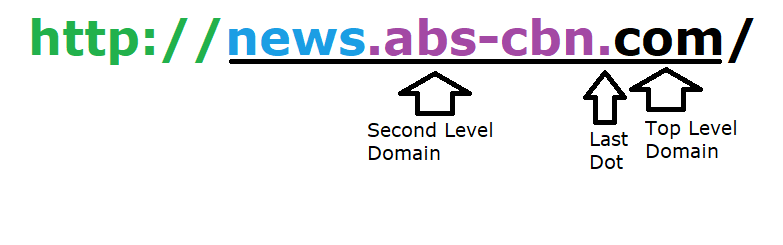 http://news.abs-cbn.com/
Second Level
Domain
Last
Dot
Top Level
Domain